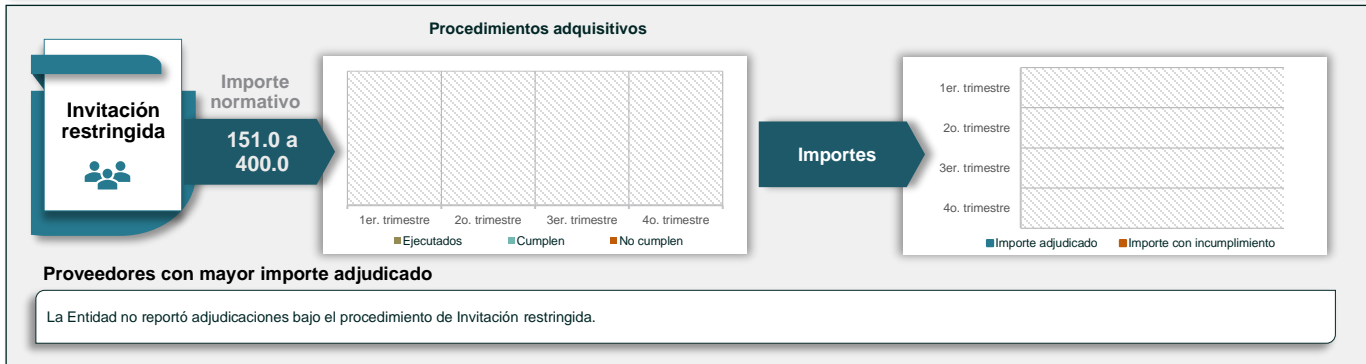 Procedimientos adquisitivos
Invitación
restringida
Importe
normativo
151.0 a
400.0
1er. trimestre
2o. trimestre
3er. trimestre
4o. trimestre
Ejecutados
Cumplen
No cumplen
Importes
1er. trimestre
2o. trimestre
3er. trimestre
4o. trimestre
Importe adjudicado
Importe con incumplimiento
Proveedores con mayor importe adjudicado
La Entidad no reportó adjudicaciones bajo el procedimiento de Invitación restringida.